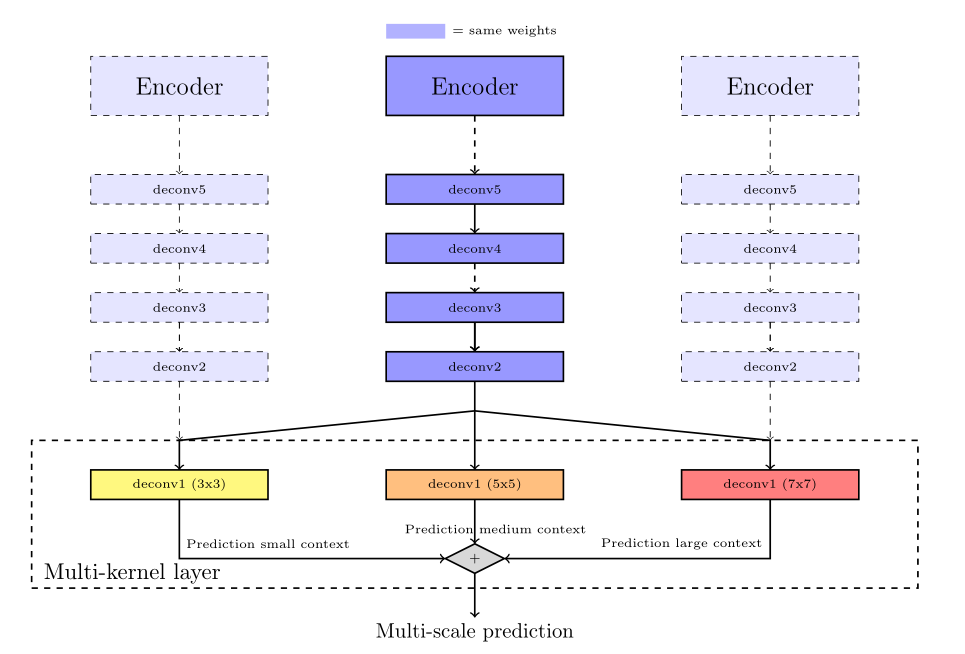 = same weights
Encoder
Encoder
Encoder
deconv5
deconv5
deconv5
deconv4
deconv4
deconv4
deconv3
deconv3
deconv3
deconv2
deconv2
deconv2
deconv1 (3x3)
deconv1 (5x5)
deconv1 (7x7)
Prediction medium context
Prediction small context
Prediction large context
+
Multi-kernel layer
Multi-scale prediction